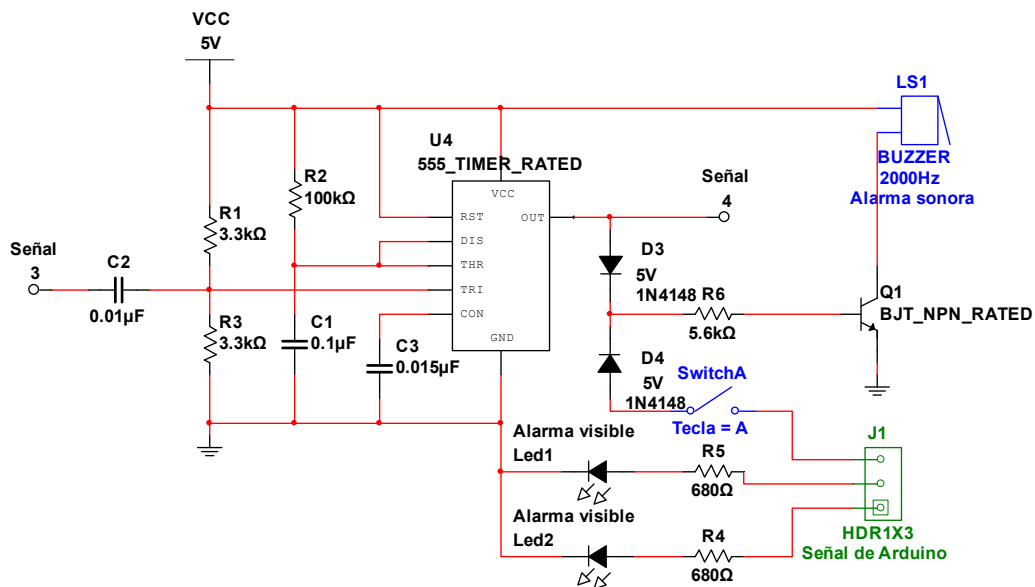 VCC
5V
LS1
BUZZER
2000Hz
Alarma sonora
U4
555_TIMER_RATED
VCC
RST
DIS
THR
TRI
CON
GND
OUT
Señal
4
R2
100kΩ
R1
3.3kΩ
Señal
3
C2
0.01µF
R3
3.3kΩ
C1
0.1µF
C3
0.015µF
D3
5V
1N4148
R6
5.6kΩ
Q1
BJT_NPN_RATED
D4
5V
1N4148
SwitchA
Tecla = A
J1
Alarma visible
Led1
R5
680Ω
Alarma visible
Led2
R4
680Ω
HDR1X3
Señal de Arduino